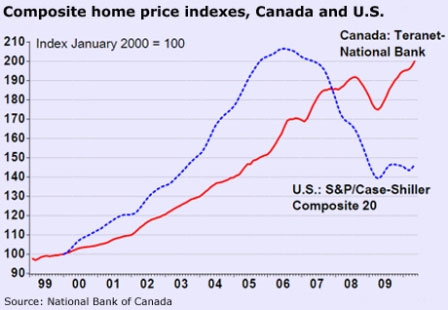 Composite home price indexes, Canada and U.S.
Index January 2000 = 100
Canada: Teranet-
National Bank
210
200
190
180
170
160
150
140
130
120
110
100
90
U.S.: S&P/Case-Shiller
Composite 20
99 00 01 02 03 04 05 06 07 08 09
Source: National Bank of Canada